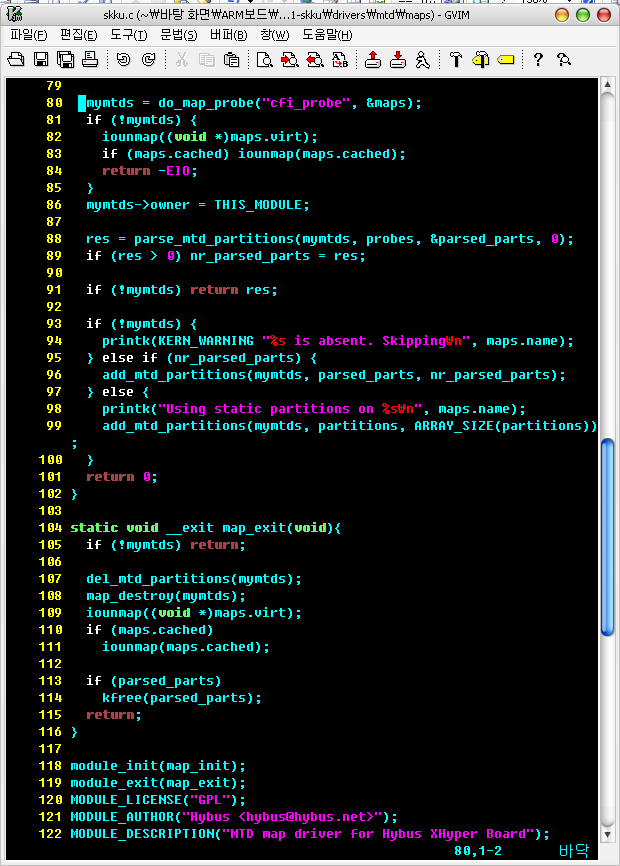 skku.c (~₩바탕 화면₩ARM보드₩...1-skku₩drivers₩mtd₩maps) - GVIM
파일(F) 편집(E) 도구(T) 문법(S) 버퍼(B) 창(W) 도움말(H)
79
80 mymtds = do_map_probe("cfi_probe", &maps);
81 if (!mymtds) {
82 iounmap((void *)maps.virt);
83 if (maps.cached) iounmap(maps.cached);
84 return -EIO;
85 }
86 mymtds->owner = THIS_MODULE;
87
88 res = parse_mtd_partitions(mymtds, probes, &parsed_parts, 0);
89 if (res > 0) nr_parsed_parts = res;
90
91 if (!mymtds) return res;
92
93 if (!mymtds) {
94 printk(KERN_WARNING "%s is absent. Skipping₩n", maps.name);
95 } else if (nr_parsed_parts) {
96 add_mtd_partitions(mymtds, parsed_parts, nr_parsed_parts);
97 } else {
98 printk("Using static partitions on %s₩n", maps.name);
99 add_mtd_partitions(mymtds, partitions, ARRAY_SIZE(partitions))
;
100 }
101 return 0;
102 }
103
104 static void __exit map_exit(void){
105 if (!mymtds) return;
106
107 del_mtd_partitions(mymtds);
108 map_destroy(mymtds);
109 iounmap((void *)maps.virt);
110 if (maps.cached)
111 iounmap(maps.cached);
112
113 if (parsed_parts)
114 kfree(parsed_parts);
115 return;
116 }
117
118 module_init(map_init);
119 module_exit(map_exit);
120 MODULE_LICENSE("GPL");
121 MODULE_AUTHOR("Hybus <hybus@hybus.net>");
122 MODULE_DESCRIPTION("MTD map driver for Hybus XHyper Board");
80,1-2 바닥